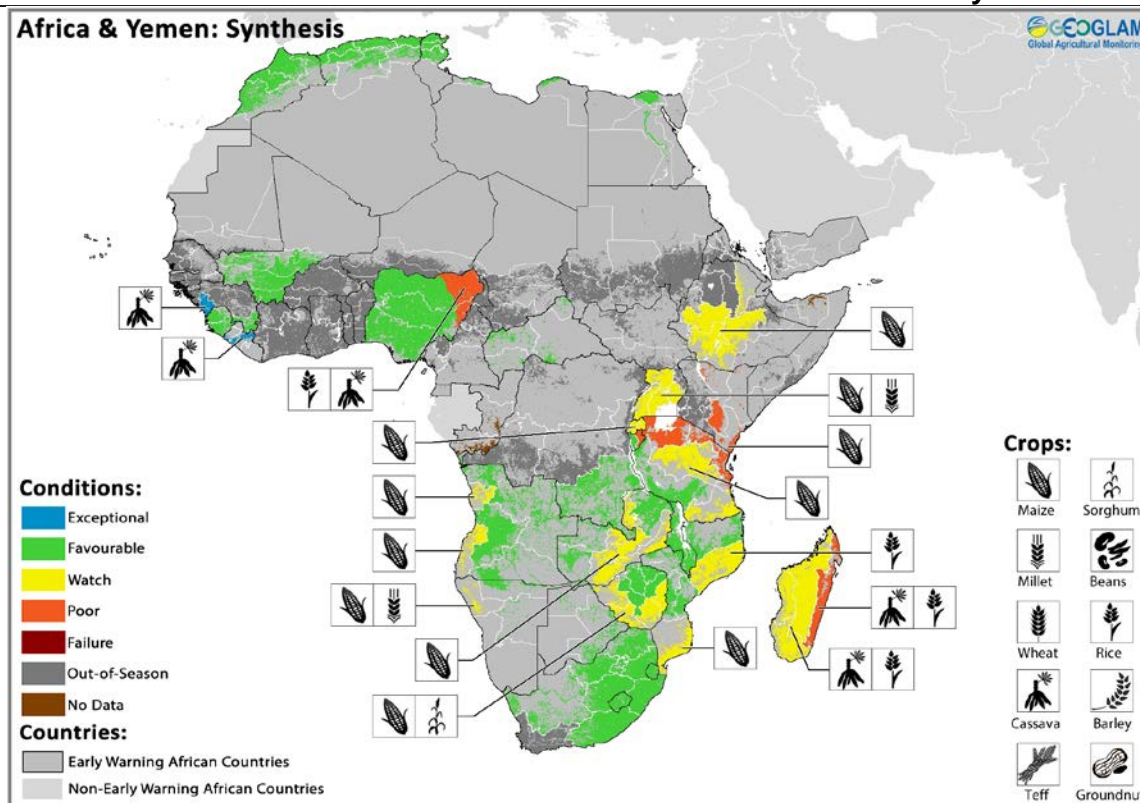 Africa & Yemen: Synthesis
GEOGLAM
Global Agricultural Monitoring
Conditions:
Exceptional
Favourable
Watch
Poor
Failure
Out-of-Season
No Data
Countries:
Early Warning African Countries
Non-Early Warning African Countries
Crops:
Maize Sorghum
Millet Beans
Wheat Rice
Cassava Barley
Teff Groundnut